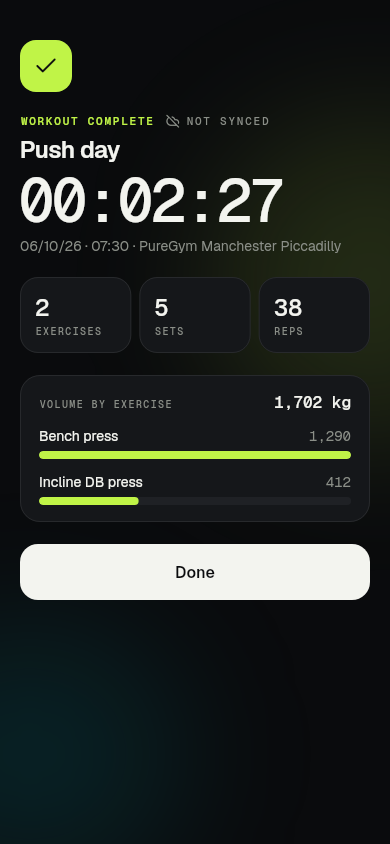 WORKOUT COMPLETE NOT SYNCED
Push day
00:02:27
06/10/26 · 07:30 · PureGym Manchester Piccadilly
2 5 38
EXERCISES SETS REPS
VOLUME BY EXERCISE 1,702 kg
Bench press 1,290
Incline DB press 412
Done